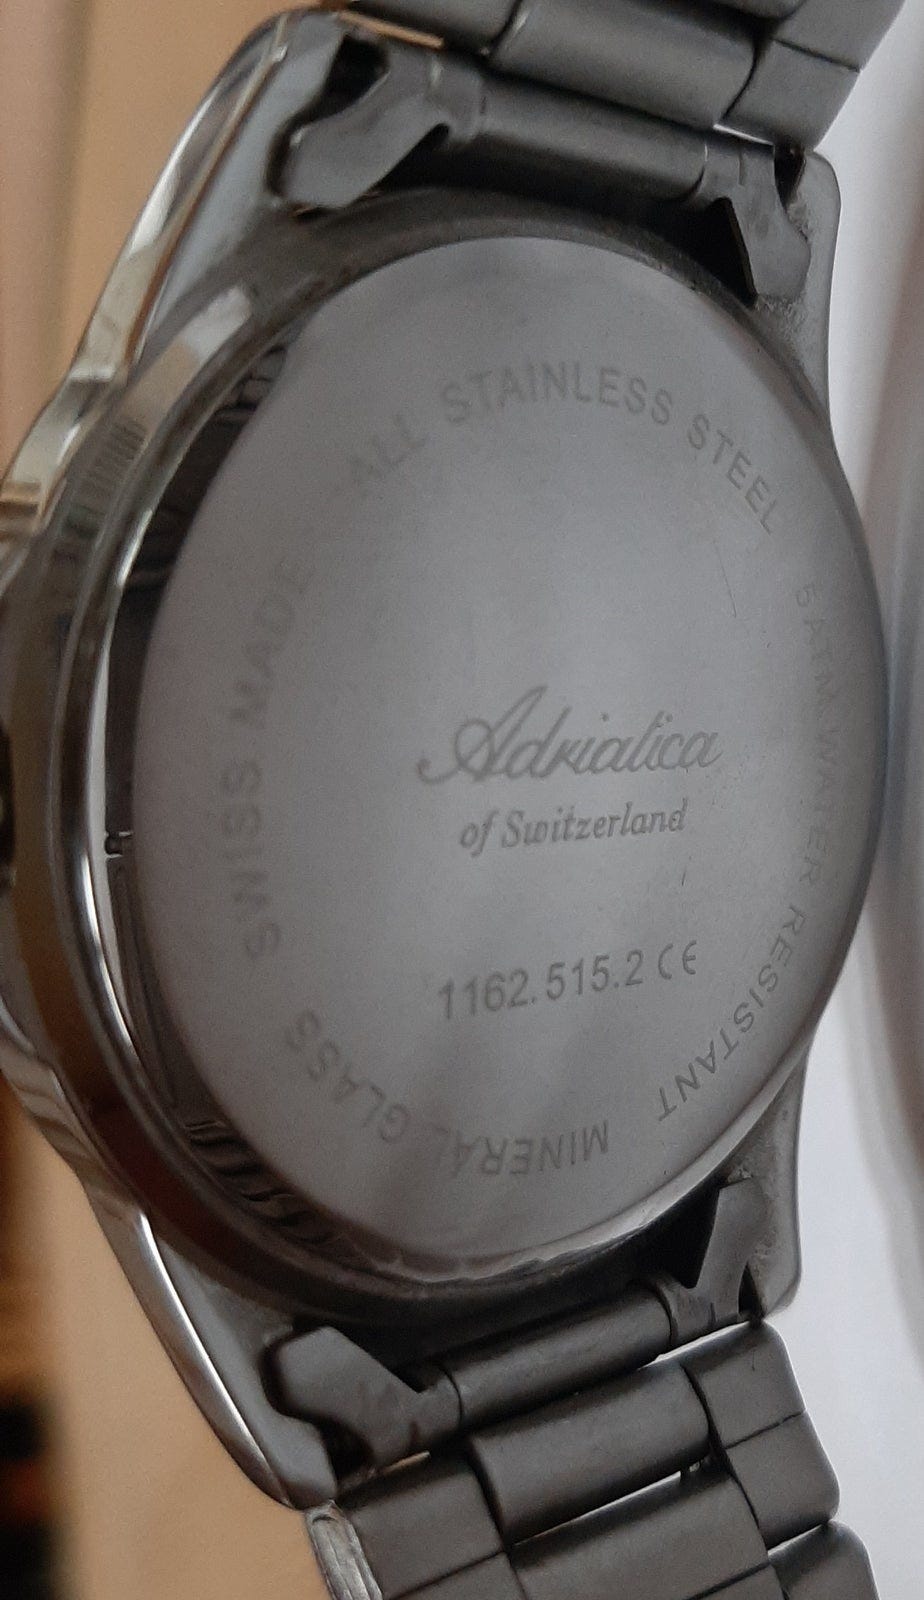 SWISS MADE ALL STAINLESS STEEL 5ATM WATER RESISTANT MINERAL GLASS
Adriatica
of Switzerland
1162.515.2 CE